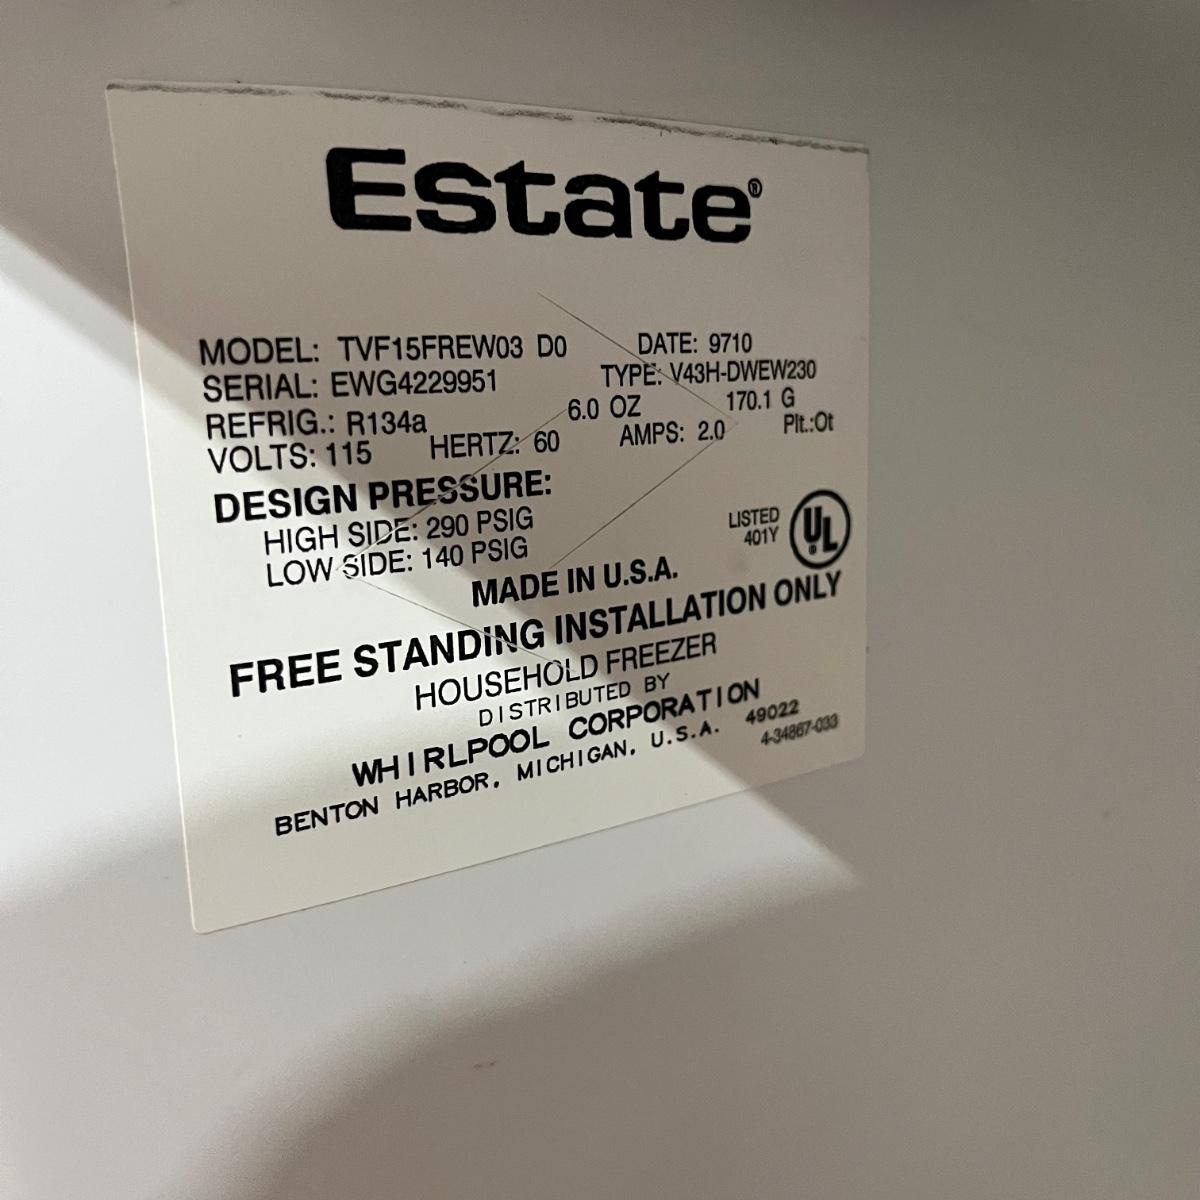 Estate®
MODEL: TVF15FREW03 D0 DATE: 9710
SERIAL: EWG4229951 TYPE: V43H-DWEW230
REFRIG.: R134a 6.0 OZ 170.1 G
VOLTS: 115 HERTZ: 60 AMPS: 2.0 Plt.:Ot
DESIGN PRESSURE:
HIGH SIDE: 290 PSIG
LOW SIDE: 140 PSIG
LISTED
401Y
UL
MADE IN U.S.A.
FREE STANDING INSTALLATION ONLY
HOUSEHOLD FREEZER
DISTRIBUTED BY
WHIRLPOOL CORPORATION
BENTON HARBOR, MICHIGAN, U.S.A. 49022
4-34867-033